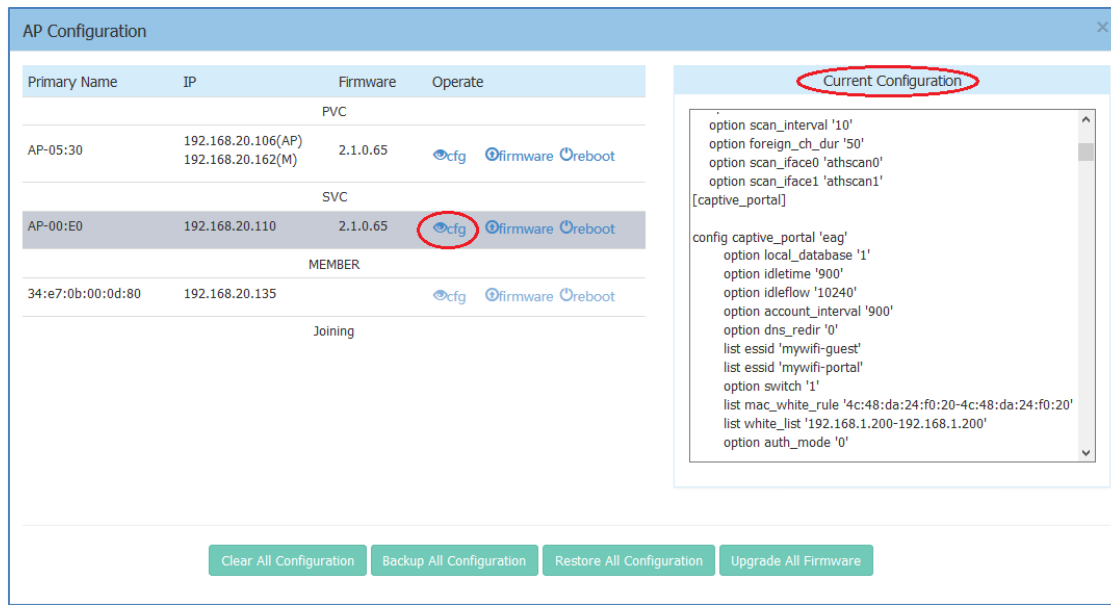 AP Configuration
×
Primary Name IP Firmware Operate
PVC
AP-05:30 192.168.20.106(AP) 2.1.0.65 cfg firmware reboot
192.168.20.162(M)
SVC
AP-00:E0 192.168.20.110 2.1.0.65 cfg firmware reboot
MEMBER
34:e7:0b:00:0d:80 192.168.20.135 cfg firmware reboot
Joining
Current Configuration
option scan_interval '10'
option foreign_ch_dur '50'
option scan_iface0 'athscan0'
option scan_iface1 'athscan1'
[captive_portal]
config captive_portal 'eag'
option local_database '1'
option idletime '900'
option idleflow '10240'
option account_interval '900'
option dns_redir '0'
list essid 'mywifi-guest'
list essid 'mywifi-portal'
option switch '1'
list mac_white_rule '4c:48:da:24:f0:20-4c:48:da:24:f0:20'
list white_list '192.168.1.200-192.168.1.200'
option auth_mode '0'
Clear All Configuration Backup All Configuration Restore All Configuration Upgrade All Firmware